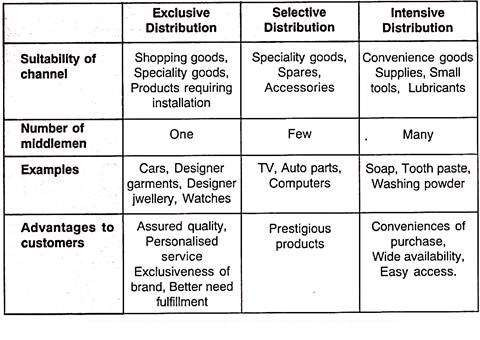 Exclusive Distribution
Selective Distribution
Intensive Distribution
Suitability of channel
Shopping goods,
Speciality goods,
Products requiring
installation
Speciality goods,
Spares,
Accessories
Convenience goods
Supplies, Small
tools, Lubricants
Number of
middlemen
One
Few
Many
Examples
Cars, Designer
garments, Designer
jwellery, Watches
TV, Auto parts,
Computers
Soap, Tooth paste,
Washing powder
Advantages to
customers
Assured quality,
Personalised
service
Exclusiveness of
brand, Better need
fulfillment
Prestigious
products
Conveniences of
purchase,
Wide availability,
Easy access.